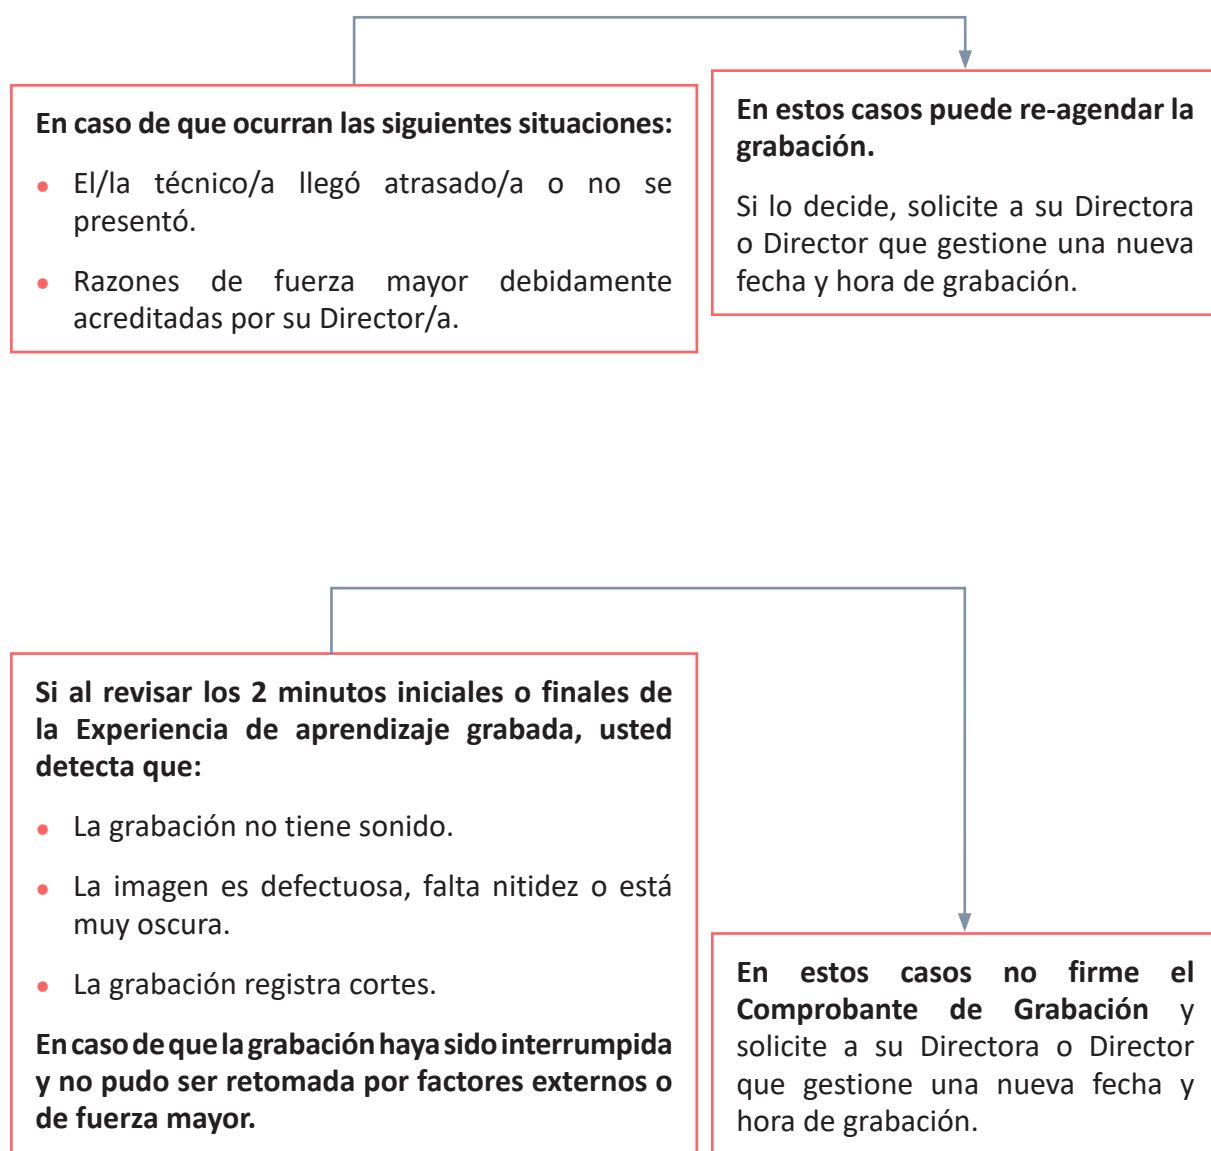 En caso de que ocurran las siguientes situaciones:
El/la técnico/a llegó atrasado/a o no se
presentó.
Razones de fuerza mayor debidamente
acreditadas por su Director/a.
En estos casos puede re-agendar la
grabación.
Si lo decide, solicite a su Directora
o Director que gestione una nueva
fecha y hora de grabación.
Si al revisar los 2 minutos iniciales o finales de
la Experiencia de aprendizaje grabada, usted
detecta que:
La grabación no tiene sonido.
La imagen es defectuosa, falta nitidez o está
muy oscura.
La grabación registra cortes.
En caso de que la grabación haya sido interrumpida
y no pudo ser retomada por factores externos o
de fuerza mayor.
En estos casos no firme el
Comprobante de Grabación y
solicite a su Directora o Director
que gestione una nueva fecha y
hora de grabación.